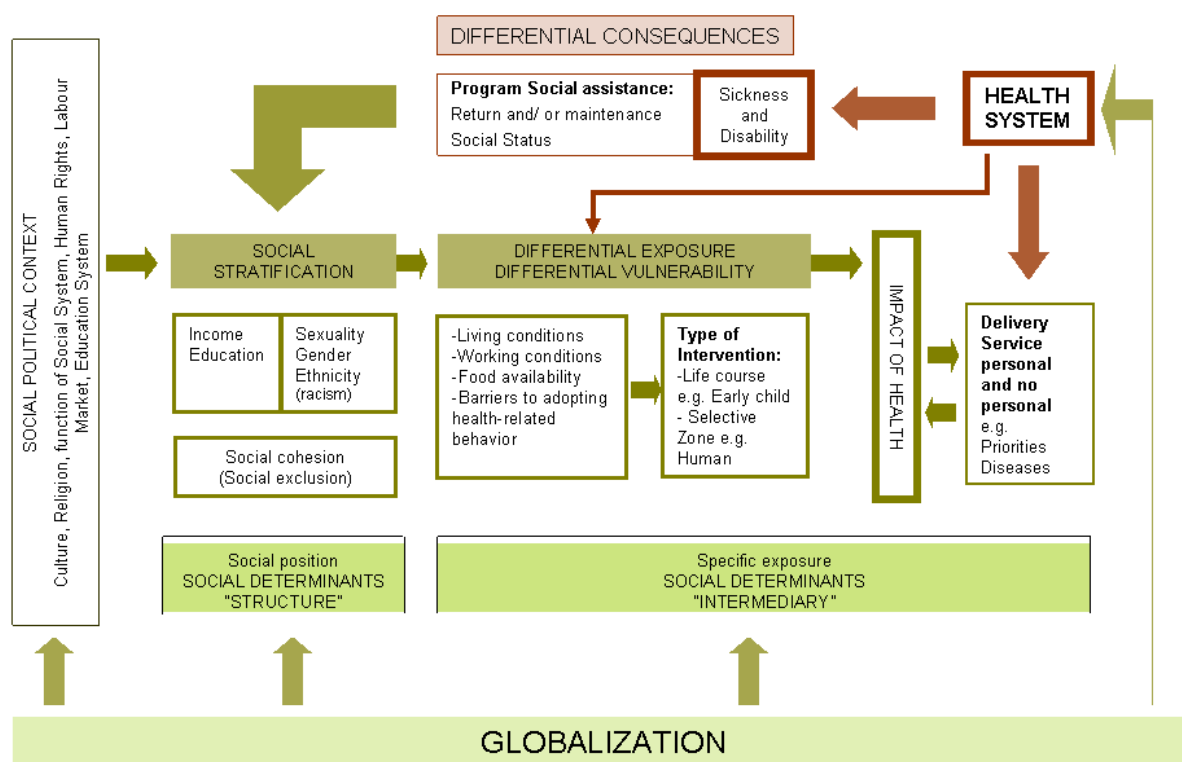 DIFFERENTIAL CONSEQUENCES
Program Social assistance:
Return and/ or maintenance
Social Status
Sickness
and
Disability
HEALTH
SYSTEM
SOCIAL POLITICAL CONTEXT
Culture, Religion, function of Social System, Human Rights, Labour
Market, Education System
SOCIAL
STRATIFICATION
DIFFERENTIAL EXPOSURE
DIFFERENTIAL VULNERABILITY
IMPACT OF HEALTH
Income
Education
Sexuality
Gender
Ethnicity
(racism)
Social cohesion
(Social exclusion)
-Living conditions
-Working conditions
-Food availability
-Barriers to adopting
health-related
behavior
Type of
Intervention:
-Life course
e.g. Early child
- Selective
Zone e.g.
Human
Delivery
Service
personal
and no
personal
e.g.
Priorities
Diseases
Social position
SOCIAL DETERMINANTS
"STRUCTURE"
Specific exposure
SOCIAL DETERMINANTS
"INTERMEDIARY"
GLOBALIZATION